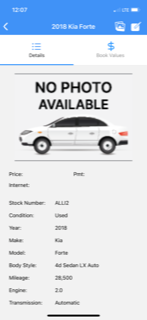 12:07
LTE
2018 Kia Forte
Details
Book Values
NO PHOTO
AVAILABLE
Price: Pmt:
Internet:
Stock Number: ALLI2
Condition: Used
Year: 2018
Make: Kia
Model: Forte
Body Style: 4d Sedan LX Auto
Mileage: 28,500
Engine: 2.0
Transmission: Automatic